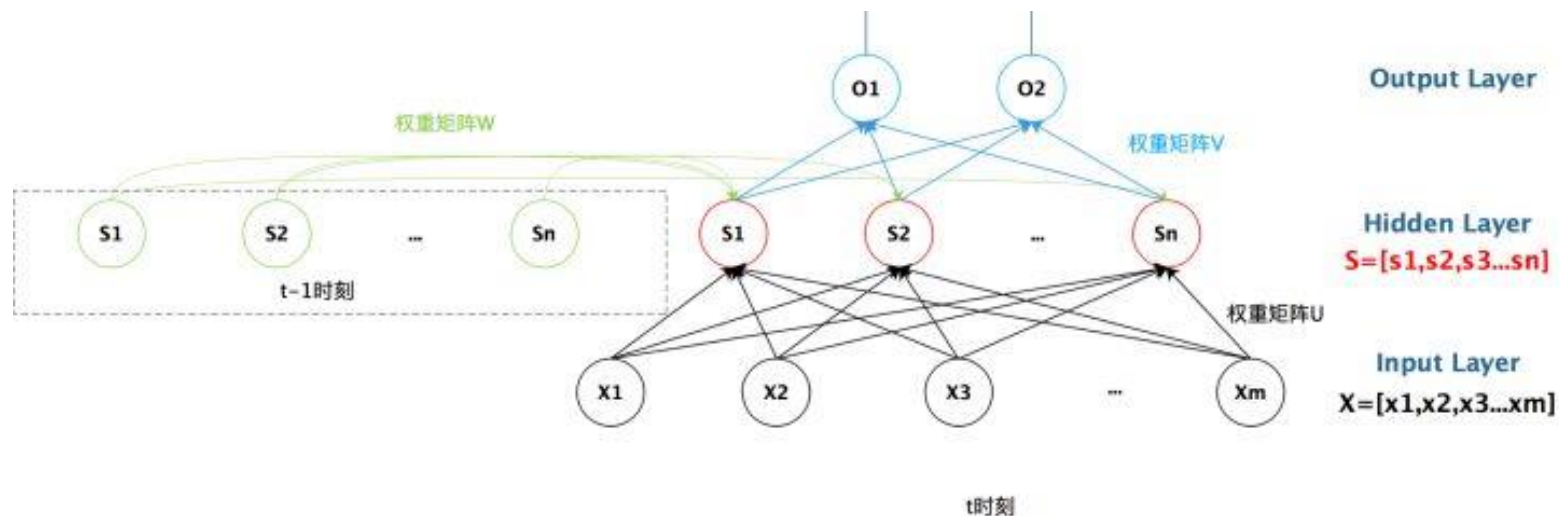 O1
O2
Output Layer
权重矩阵W
权重矩阵V
S1
S2
...
Sn
S1
S2
...
Sn
Hidden Layer
S=[s1,s2,s3...sn]
t-1时刻
权重矩阵U
X1
X2
X3
...
Xm
Input Layer
X=[x1,x2,x3...xm]
t时刻